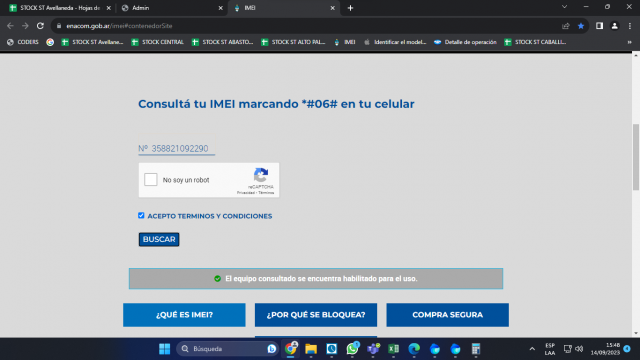 STOCK ST Avellaneda - Hojas de
Admin
IMEI
enacom.gob.ar/imei#contenedorSite
CODERS
STOCK ST Avellane...
STOCK CENTRAL
STOCK ST ABASTO...
STOCK ST ALTO PAL...
IMEI
Identificar el model...
Detalle de operación
STOCK ST CABALLI...
Consultá tu IMEI marcando *#06# en tu celular
Nº 358821092290
No soy un robot
reCAPTCHA
Privacidad - Términos
ACEPTO TERMINOS Y CONDICIONES
BUSCAR
El equipo consultado se encuentra habilitado para el uso.
¿QUÉ ES IMEI?
¿POR QUÉ SE BLOQUEA?
COMPRA SEGURA
Búsqueda
ESP
LAA
15:46
14/09/2023